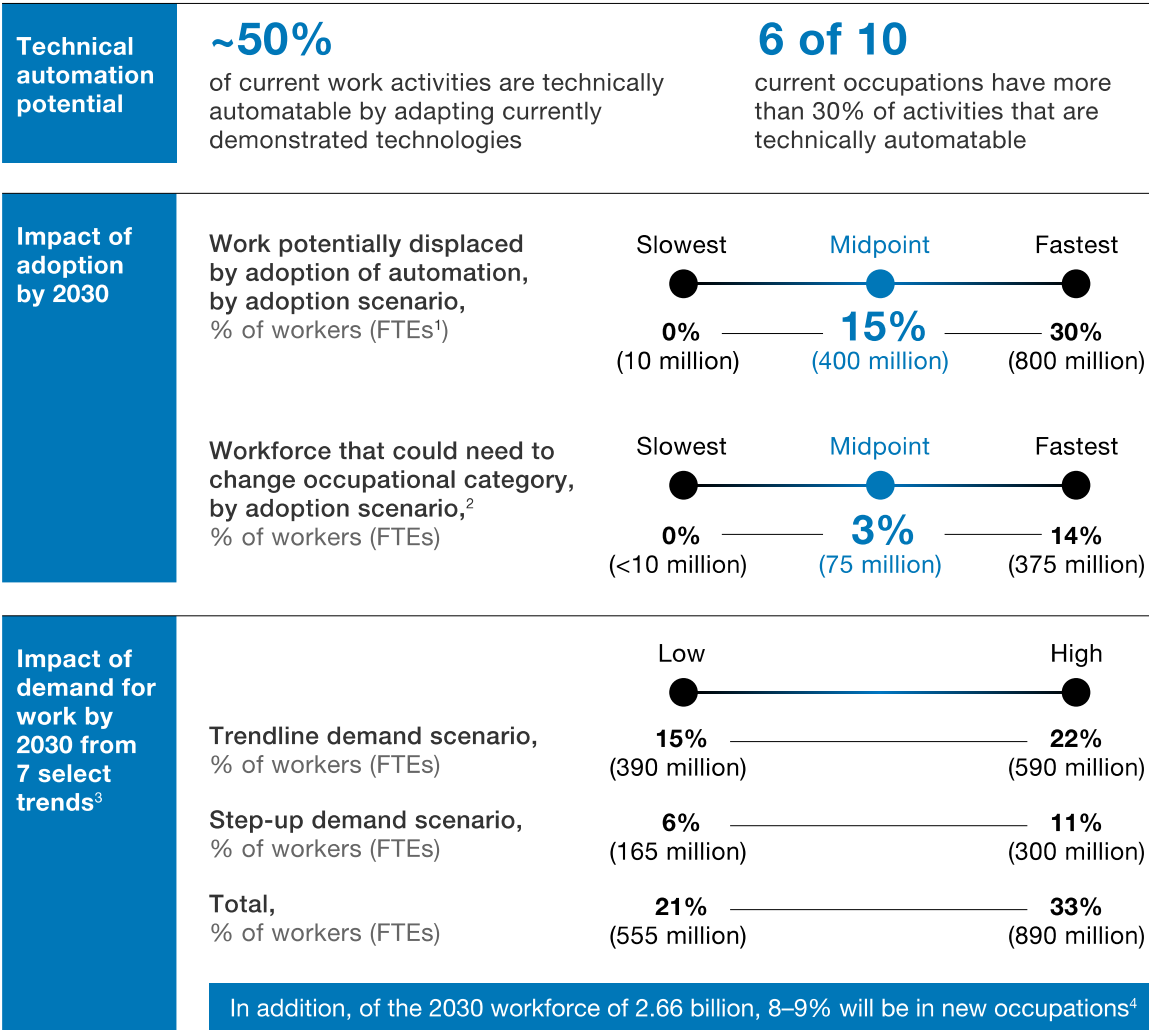 Technical
automation
potential
~50%
of current work activities are technically
automatable by adapting currently
demonstrated technologies
6 of 10
current occupations have more
than 30% of activities that are
technically automatable
Impact of
adoption
by 2030
Work potentially displaced
by adoption of automation,
by adoption scenario,
% of workers (FTEs¹)
Slowest Midpoint Fastest
0% 15% 30%
(10 million) (400 million) (800 million)
Workforce that could need to
change occupational category,
by adoption scenario,²
% of workers (FTEs)
Slowest Midpoint Fastest
0% 3% 14%
(<10 million) (75 million) (375 million)
Impact of
demand for
work by
2030 from
7 select
trends³
Low High
Trendline demand scenario,
% of workers (FTEs)
15% 22%
(390 million) (590 million)
Step-up demand scenario,
% of workers (FTEs)
6% 11%
(165 million) (300 million)
Total,
% of workers (FTEs)
21% 33%
(555 million) (890 million)
In addition, of the 2030 workforce of 2.66 billion, 8–9% will be in new occupations⁴